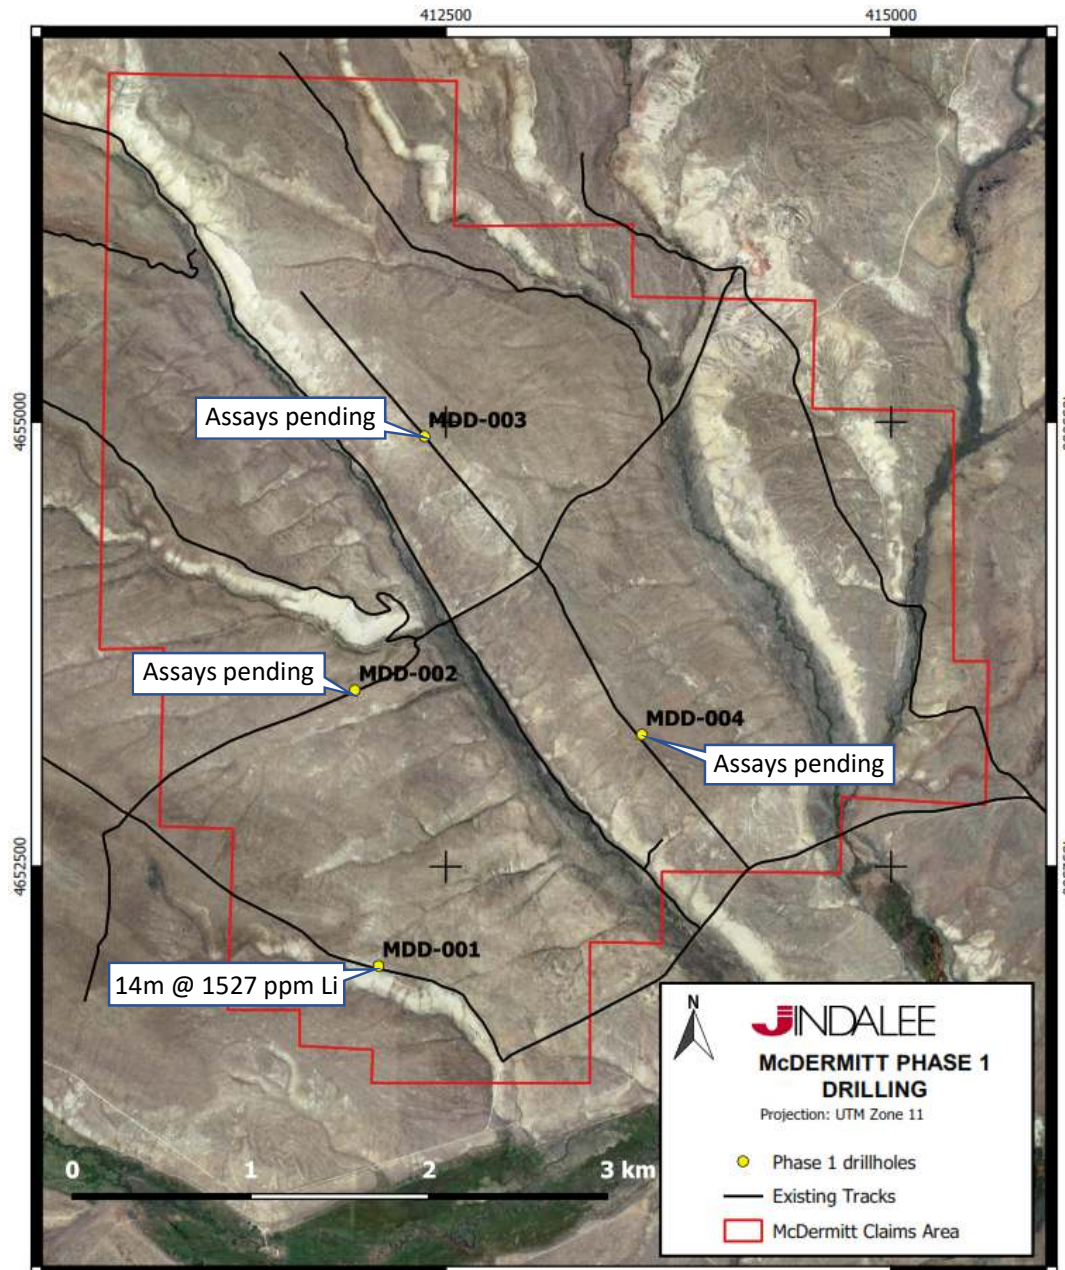 412500
415000
4655000
Assays pending
MDD-003
Assays pending
MDD-002
MDD-004
Assays pending
4652500
MDD-001
14m @ 1527 ppm Li
N
JINDALEE
McDERMITT PHASE 1
DRILLING
Projection: UTM Zone 11
Phase 1 drillholes
Existing Tracks
McDermitt Claims Area
0 1 2 3 km